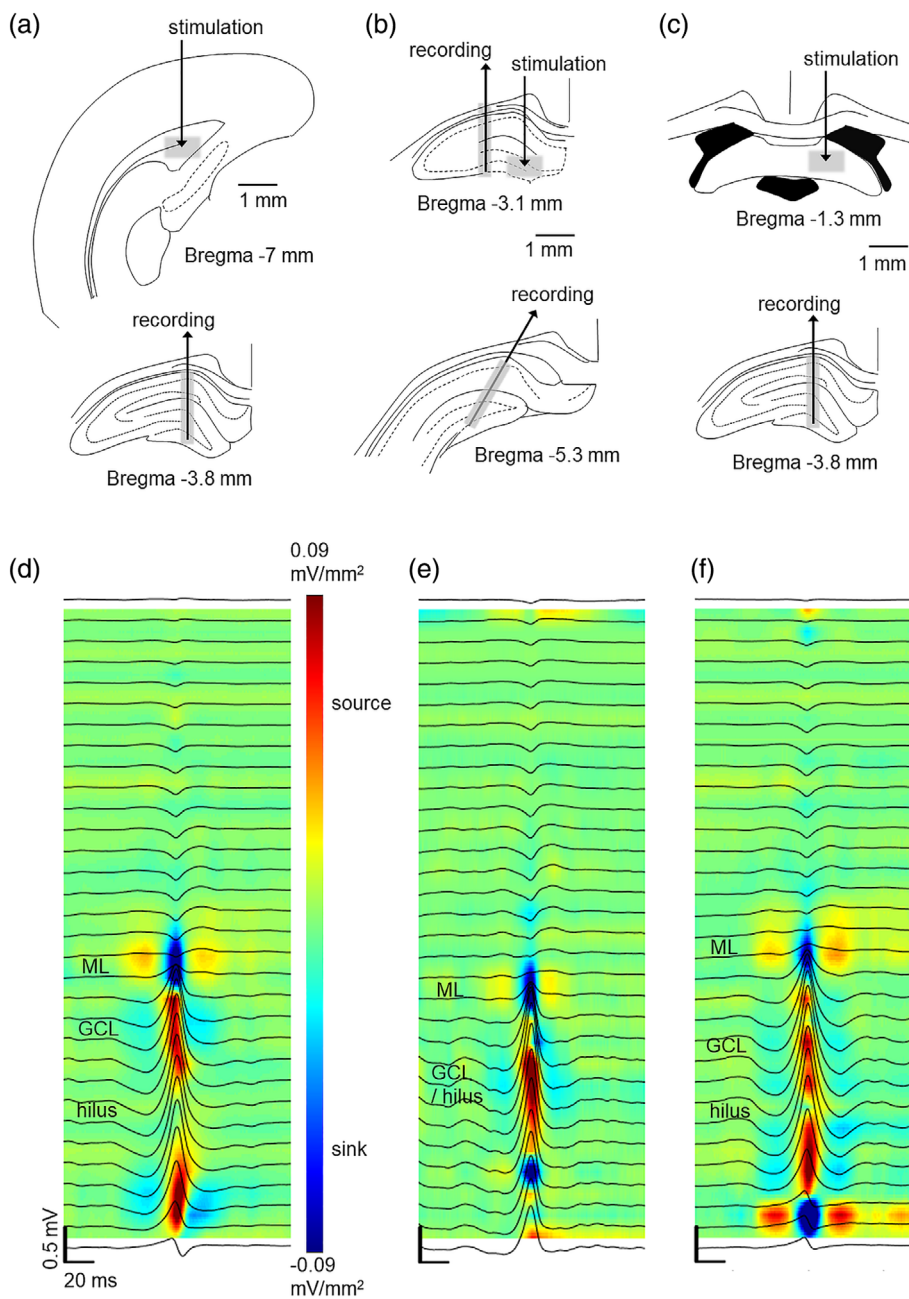 (a)
stimulation
1 mm
Bregma -7 mm
recording
Bregma -3.8 mm
(b)
recording
stimulation
Bregma -3.1 mm
1 mm
recording
Bregma -5.3 mm
(c)
stimulation
Bregma -1.3 mm
1 mm
recording
Bregma -3.8 mm
(d)
ML
GCL
hilus
0.5 mV
20 ms
0.09
mV/mm²
source
sink
-0.09
mV/mm²
(e)
ML
GCL
/ hilus
(f)
ML
GCL
hilus